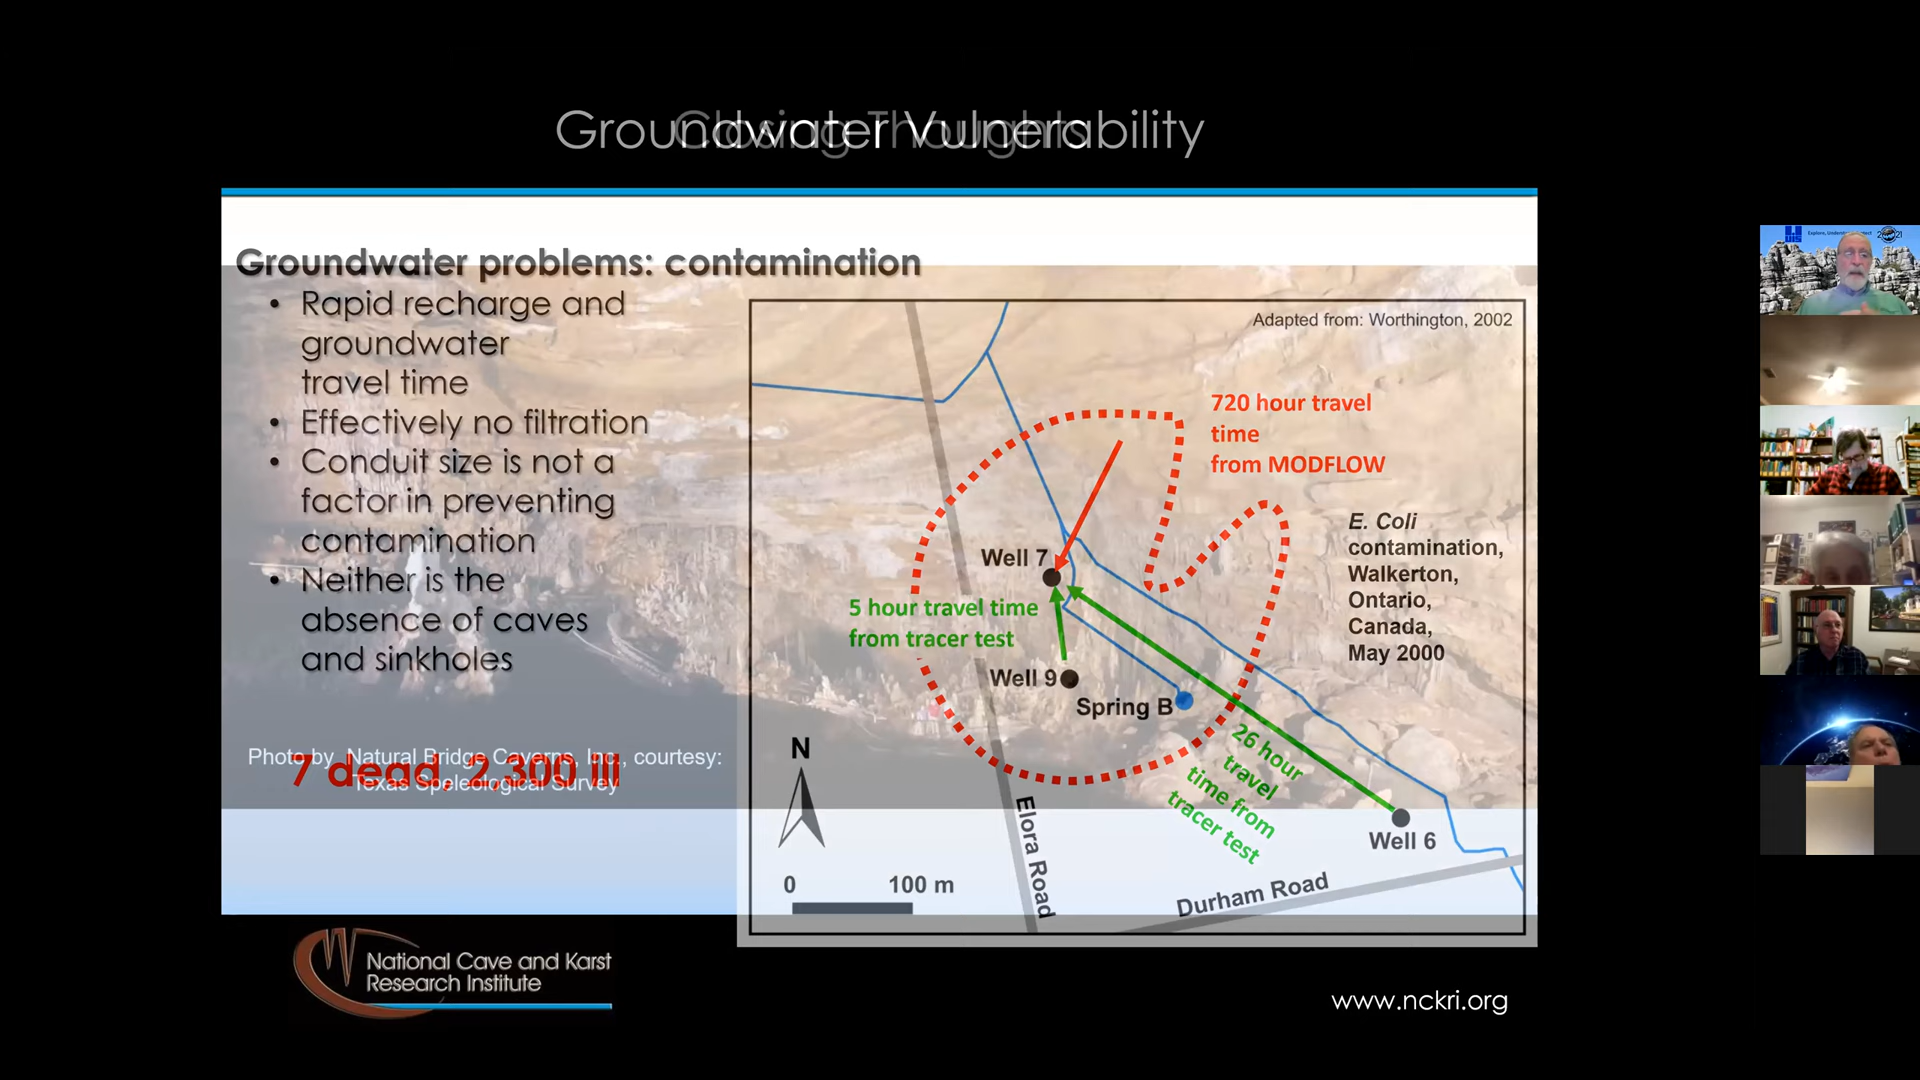 Groundwater Vulnerability
Closing Thoughts
Groundwater problems: contamination
• Rapid recharge and
groundwater
travel time
• Effectively no filtration
• Conduit size is not a
factor in preventing
contamination
• Neither is the
absence of caves
and sinkholes
Photo by Natural Bridge Caverns, Inc., courtesy:
Texas Speleological Survey
7 dead, 2,300 ill
Adapted from: Worthington, 2002
720 hour travel
time
from MODFLOW
E. Coli
contamination,
Walkerton,
Ontario,
Canada,
May 2000
Well 7
5 hour travel time
from tracer test
Well 9
Spring B
26 hour
travel
time from
tracer test
Well 6
N
0 100 m
Elora Road
Durham Road
National Cave and Karst
Research Institute
www.nckri.org